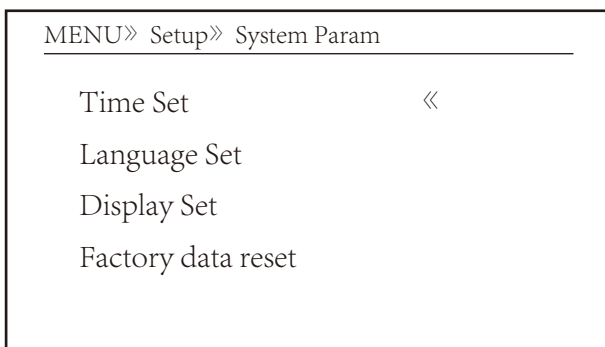 MENU》 Setup》 System Param
Time Set 《
Language Set
Display Set
Factory data reset